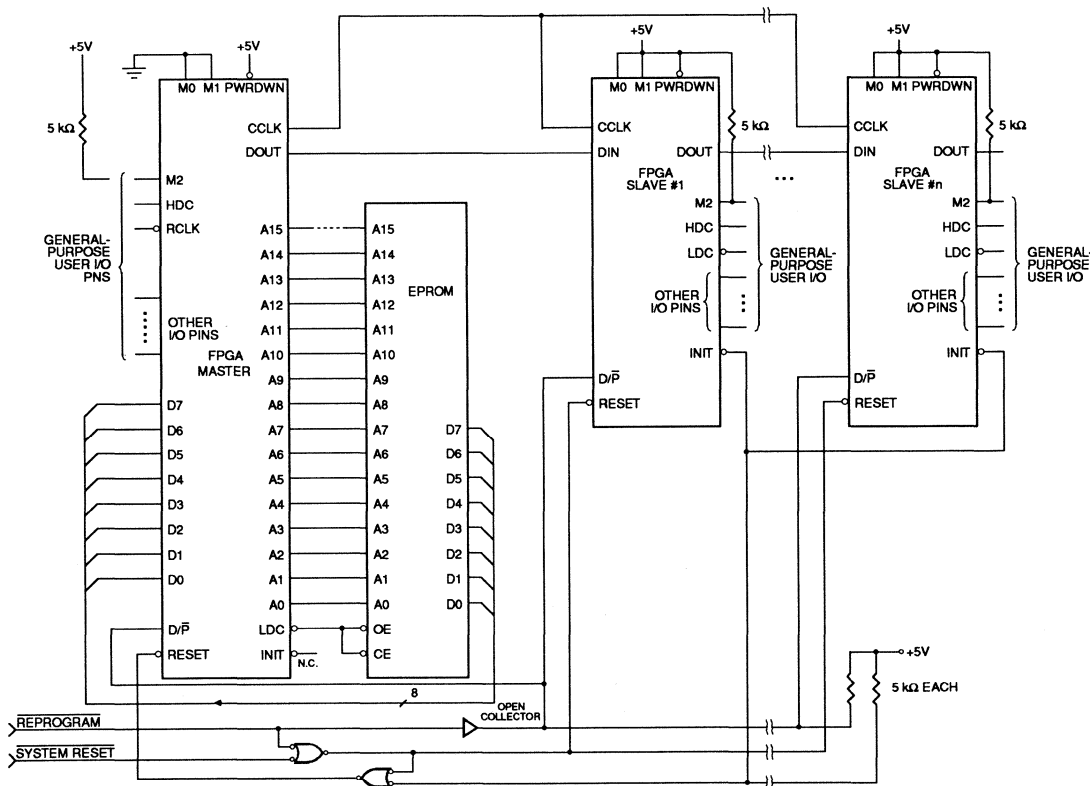 +5V
+5V
+5V
+5V
M0 M1 PWRDWN
M0 M1 PWRDWN
M0 M1 PWRDWN
5 kΩ
5 kΩ
5 kΩ
CCLK
DOUT
CCLK
DIN
DOUT
CCLK
DIN
DOUT
FPGA
SLAVE #1
FPGA
SLAVE #n
M2
HDC
RCLK
GENERAL-
PURPOSE
USER I/O
PNS
OTHER
I/O PINS
FPGA
MASTER
A15
A14
A13
A12
A11
A10
A9
A8
A7
A6
A5
A4
A3
A2
A1
A0
LDC
INIT
N.C.
D7
D6
D5
D4
D3
D2
D1
D0
D/P̅
RESET
EPROM
A15
A14
A13
A12
A11
A10
A9
A8
A7
A6
A5
A4
A3
A2
A1
A0
OE
CE
D7
D6
D5
D4
D3
D2
D1
D0
M2
HDC
LDC
OTHER
I/O PINS
GENERAL-
PURPOSE
USER I/O
INIT
D/P̅
RESET
M2
HDC
LDC
OTHER
I/O PINS
GENERAL-
PURPOSE
USER I/O
INIT
D/P̅
RESET
8
OPEN
COLLECTOR
+5V
5 kΩ EACH
R̅E̅P̅R̅O̅G̅R̅A̅M̅
S̅Y̅S̅T̅E̅M̅ R̅E̅S̅E̅T̅